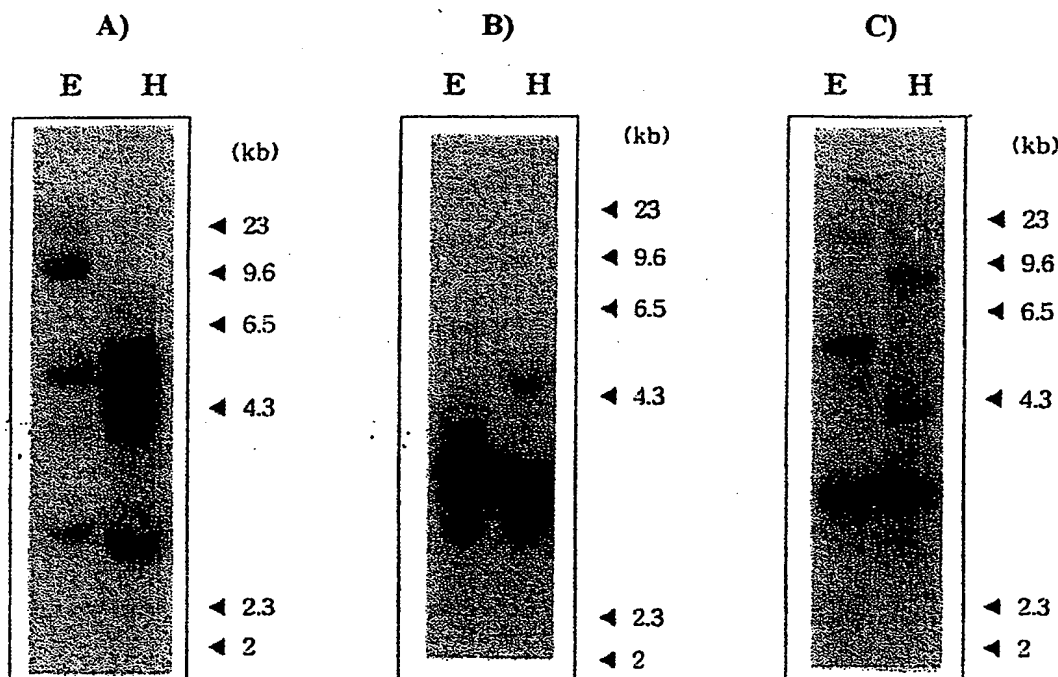 A)
E H
(kb)
◄ 23
◄ 9.6
◄ 6.5
◄ 4.3
◄ 2.3
◄ 2
B)
E H
(kb)
◄ 23
◄ 9.6
◄ 6.5
◄ 4.3
◄ 2.3
◄ 2
C)
E H
(kb)
◄ 23
◄ 9.6
◄ 6.5
◄ 4.3
◄ 2.3
◄ 2